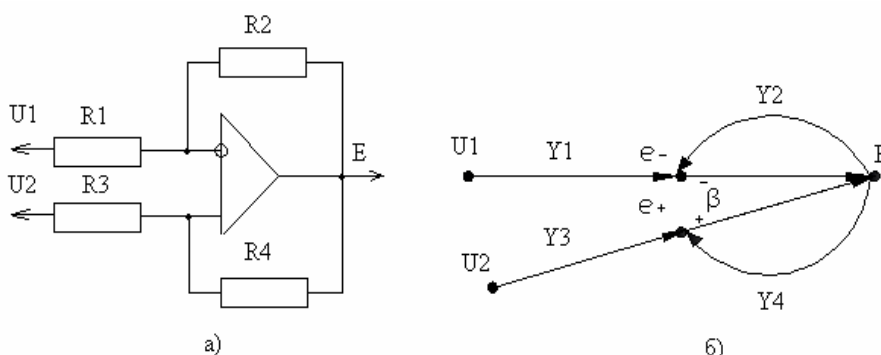 R2
U1
R1
E
U2
R3
R4
а)
Y2
U1
Y1
e-
E
β
- 
+
e+
Y3
U2
Y4
б)